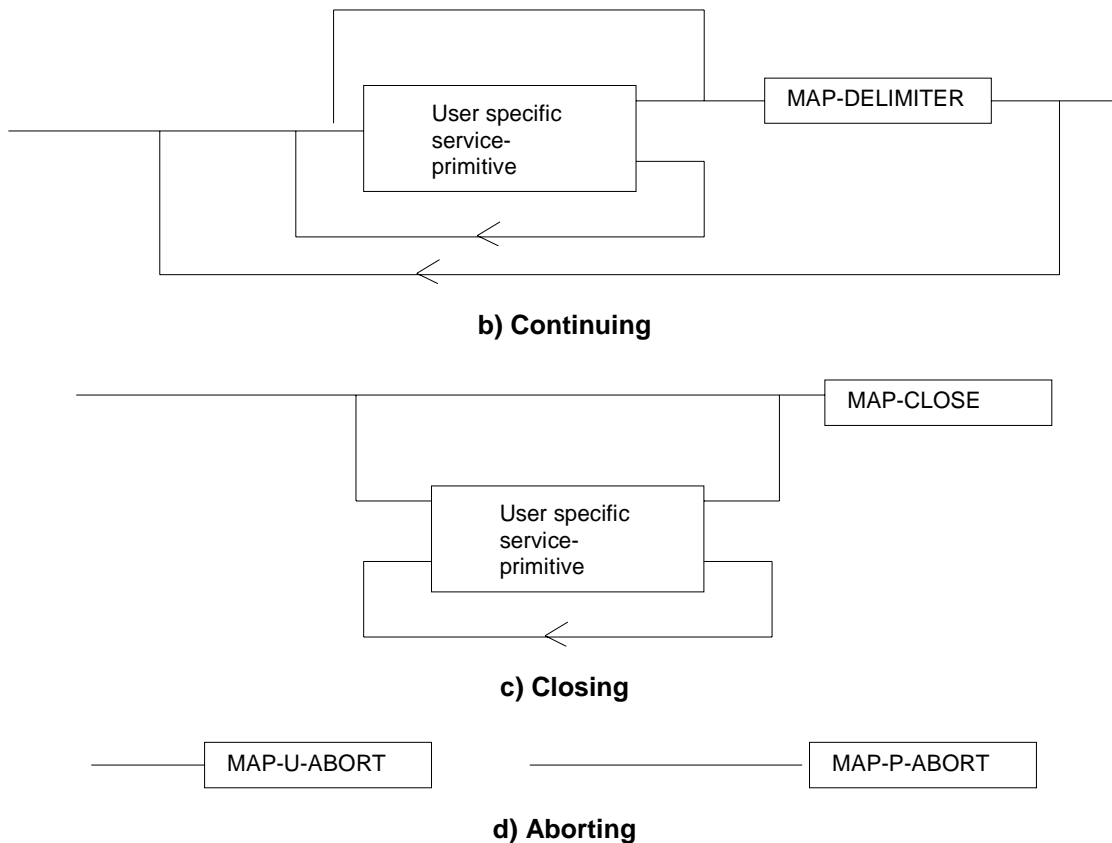 User specific
service-
primitive
MAP-DELIMITER
b) Continuing
MAP-CLOSE
User specific
service-
primitive
c) Closing
MAP-U-ABORT
MAP-P-ABORT
d) Aborting